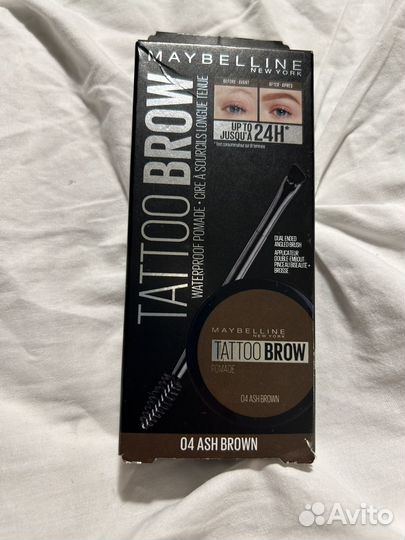 MAYBELLINE
NEW YORK
BEFORE • AVANT
AFTER • APRÈS
UP TO
JUSQU'À
24H*
TATTOO BROW
WATERPROOF POMADE • CIRE À SOURCILS LONGUE TENUE
DUAL ENDED
ANGLED BRUSH
APPLICATEUR
DOUBLE-EMBOUT
PINCEAU BISEAUTÉ +
BROSSE
MAYBELLINE
NEW YORK
TATTOO BROW
POMADE
04 ASH BROWN
04 ASH BROWN
Avito